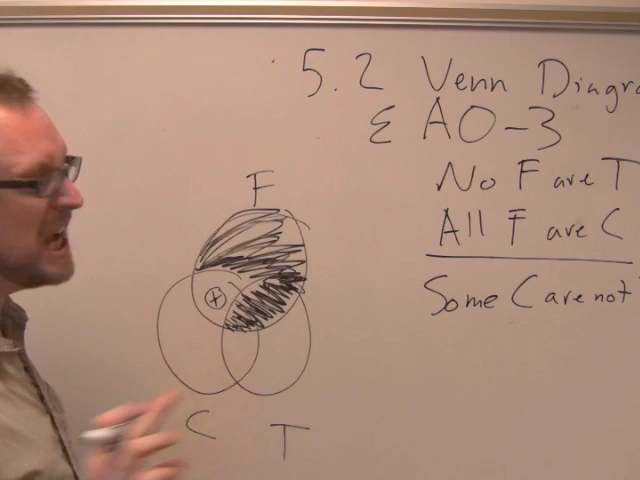 5.2 Venn Diagra
& AO-3
No F are T
All F are C
Some C are not
F
+
C
T